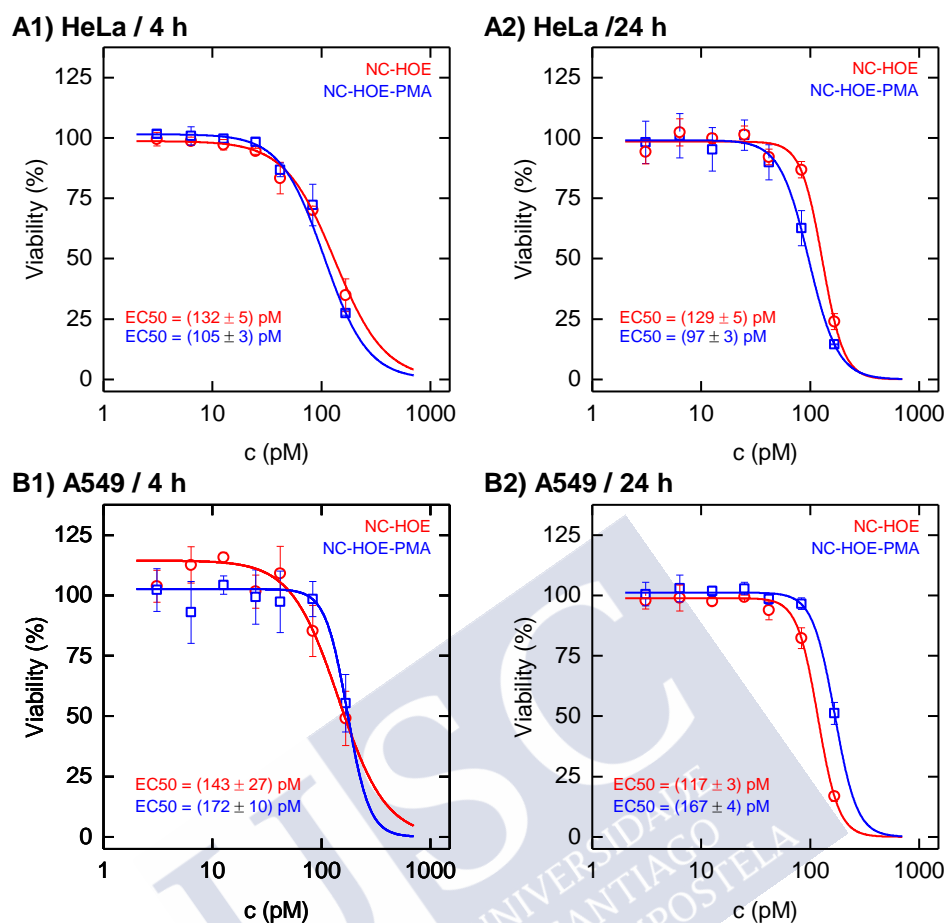 A1) HeLa / 4 h
125
100
75
50
25
0
Viability (%)
NC-HOE
NC-HOE-PMA
EC50 = (132 ± 5) pM
EC50 = (105 ± 3) pM
1 10 100 1000
c (pM)
A2) HeLa /24 h
125
100
75
50
25
0
Viability (%)
NC-HOE
NC-HOE-PMA
EC50 = (129 ± 5) pM
EC50 = (97 ± 3) pM
1 10 100 1000
c (pM)
B1) A549 / 4 h
125
100
75
50
25
0
Viability (%)
NC-HOE
NC-HOE-PMA
EC50 = (143 ± 27) pM
EC50 = (172 ± 10) pM
1 10 100 1000
c (pM)
B2) A549 / 24 h
125
100
75
50
25
0
Viability (%)
NC-HOE
NC-HOE-PMA
EC50 = (117 ± 3) pM
EC50 = (167 ± 4) pM
1 10 100 1000
c (pM)
USC